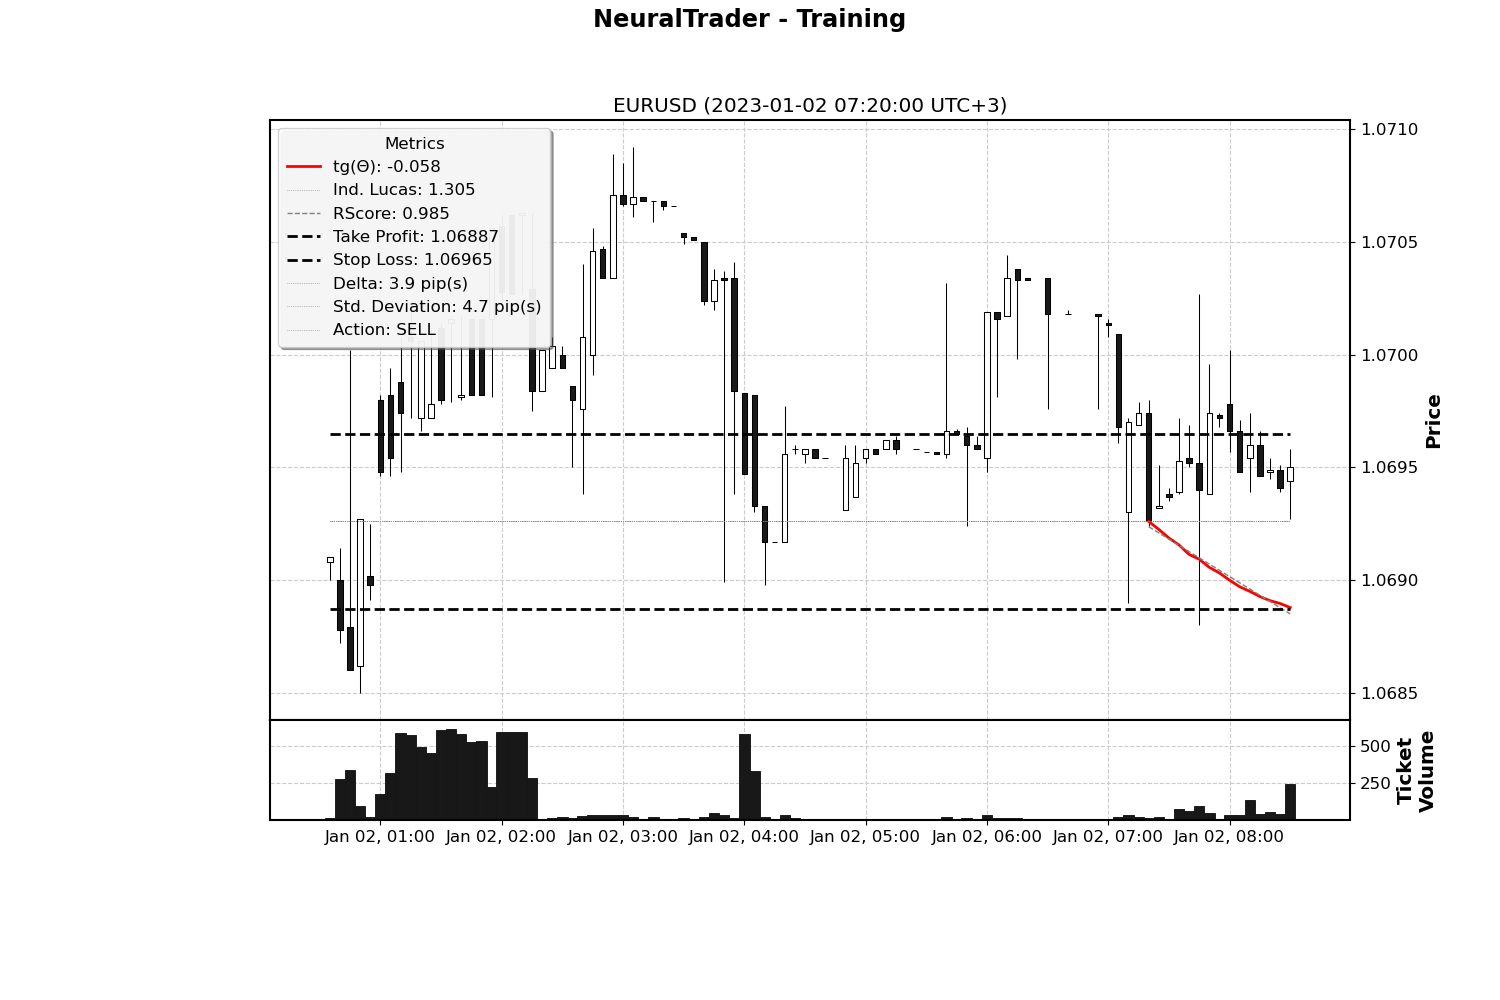 NeuralTrader - Training
EURUSD (2023-01-02 07:20:00 UTC+3)
Metrics
tg(Θ): -0.058
Ind. Lucas: 1.305
RScore: 0.985
Take Profit: 1.06887
Stop Loss: 1.06965
Delta: 3.9 pip(s)
Std. Deviation: 4.7 pip(s)
Action: SELL
1.0710
1.0705
1.0700
1.0695
1.0690
1.0685
Price
500
250
Ticket
Volume
Jan 02, 01:00 Jan 02, 02:00 Jan 02, 03:00 Jan 02, 04:00 Jan 02, 05:00 Jan 02, 06:00 Jan 02, 07:00 Jan 02, 08:00